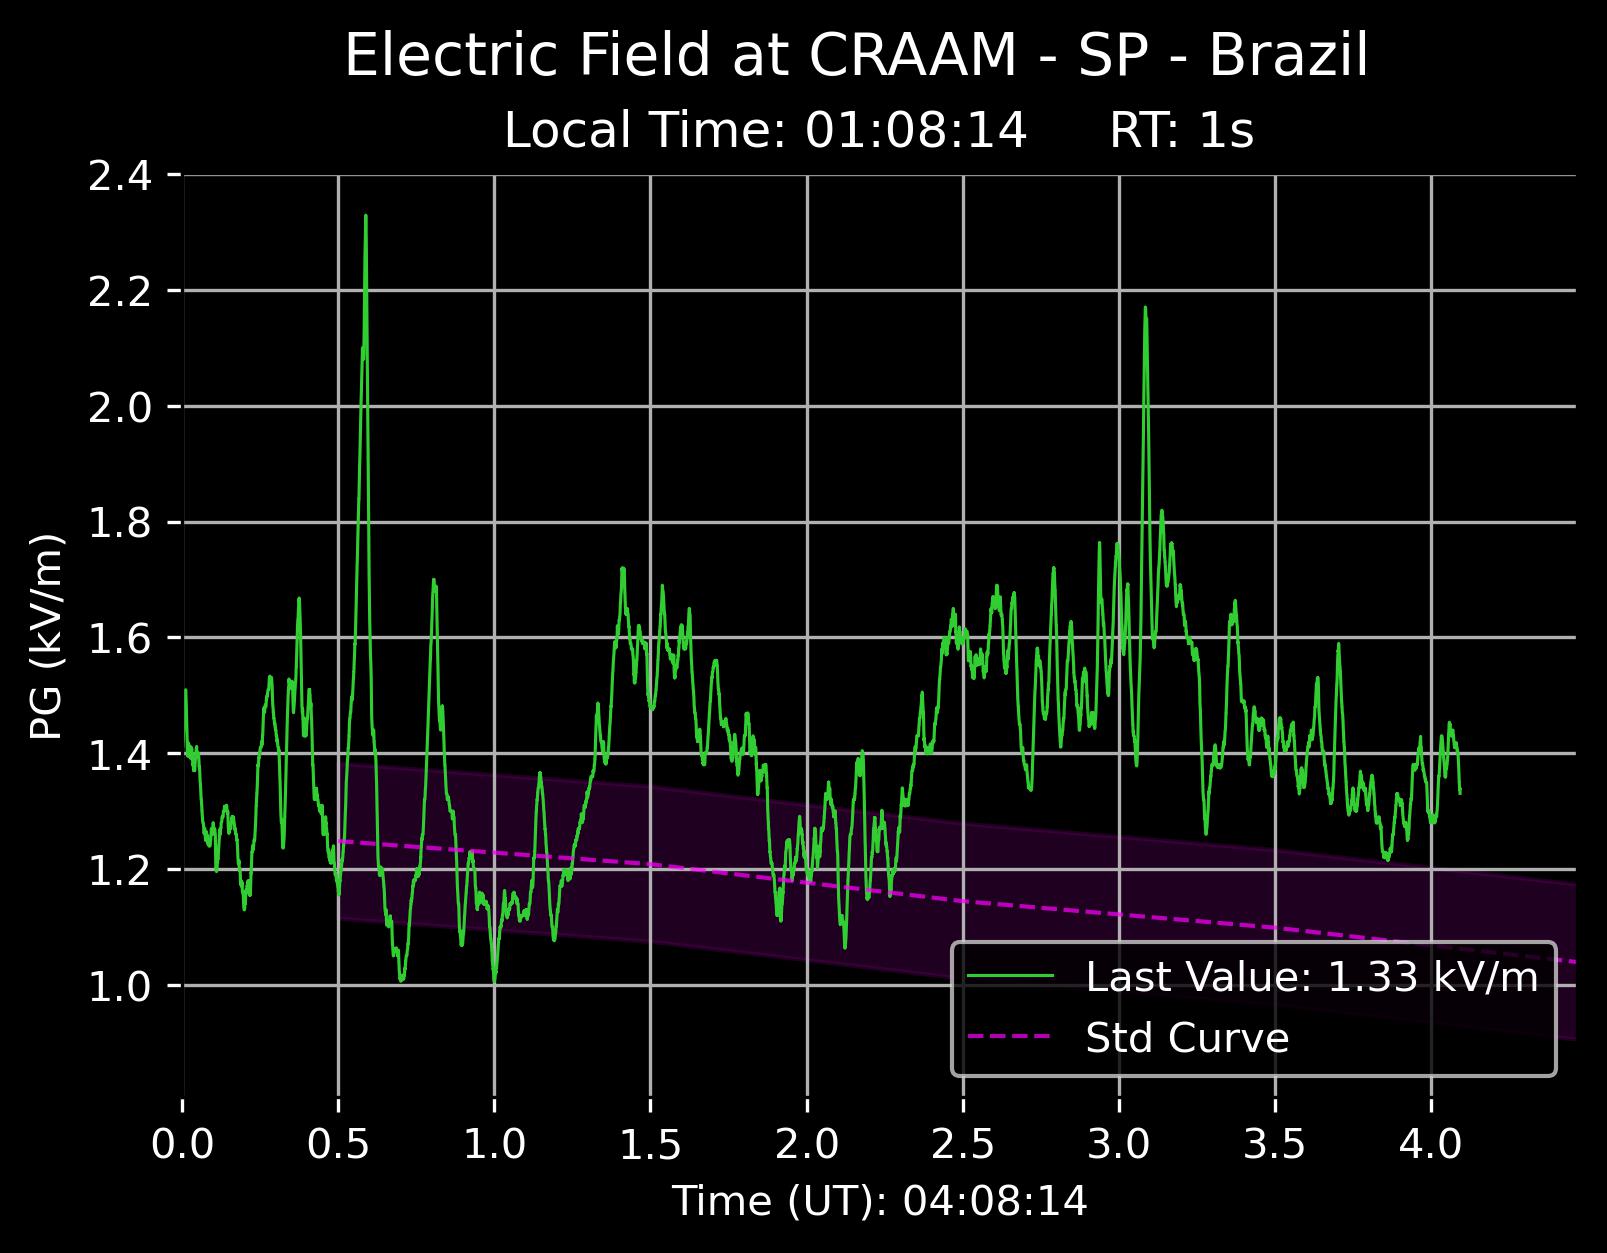 Electric Field at CRAAM - SP - Brazil
Local Time: 01:08:14 RT: 1s
2.4
2.2
2.0
1.8
1.6
1.4
1.2
1.0
PG (kV/m)
Last Value: 1.33 kV/m
Std Curve
0.0 0.5 1.0 1.5 2.0 2.5 3.0 3.5 4.0
Time (UT): 04:08:14